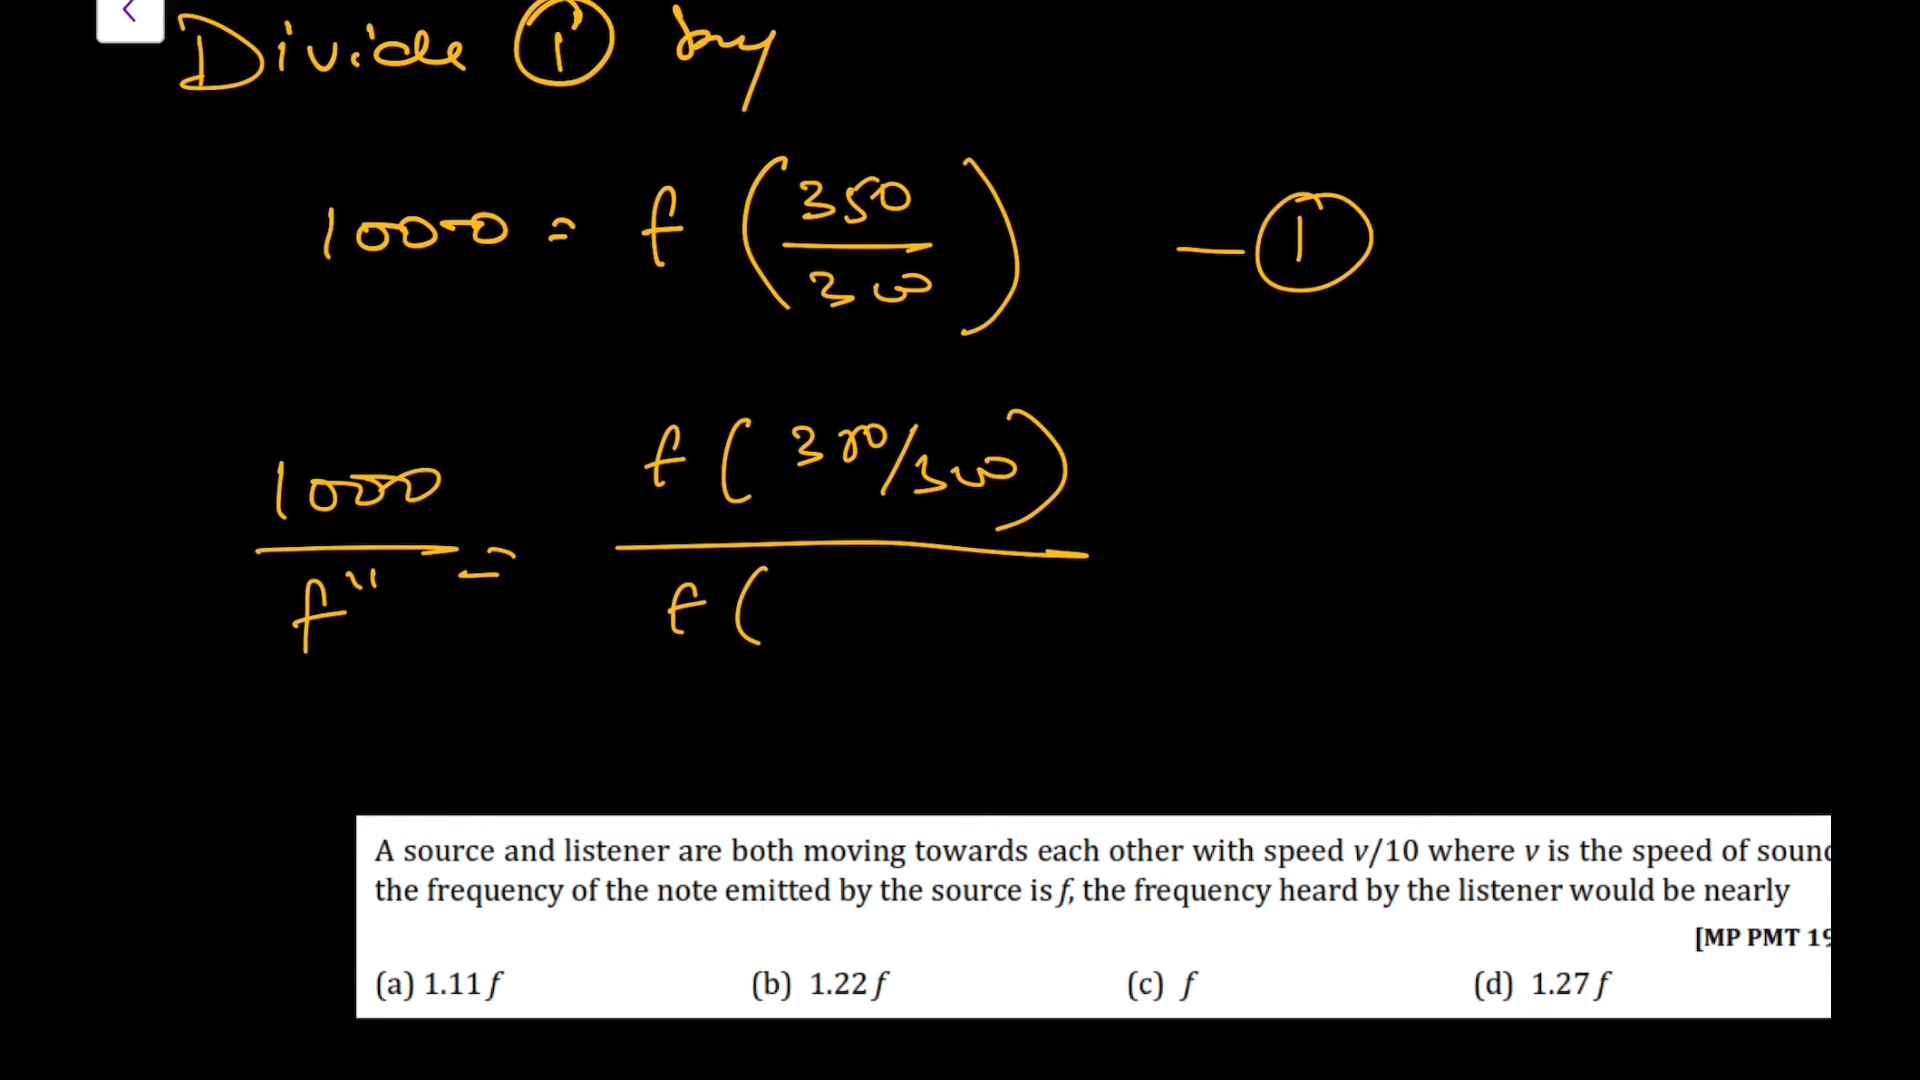 Divide ① by
1000 = f (350/300) — ①
1000/f" = f(350/300) / f(
A source and listener are both moving towards each other with speed v/10 where v is the speed of sound
the frequency of the note emitted by the source is f, the frequency heard by the listener would be nearly
[MP PMT 19
(a) 1.11 f (b) 1.22 f (c) f (d) 1.27 f